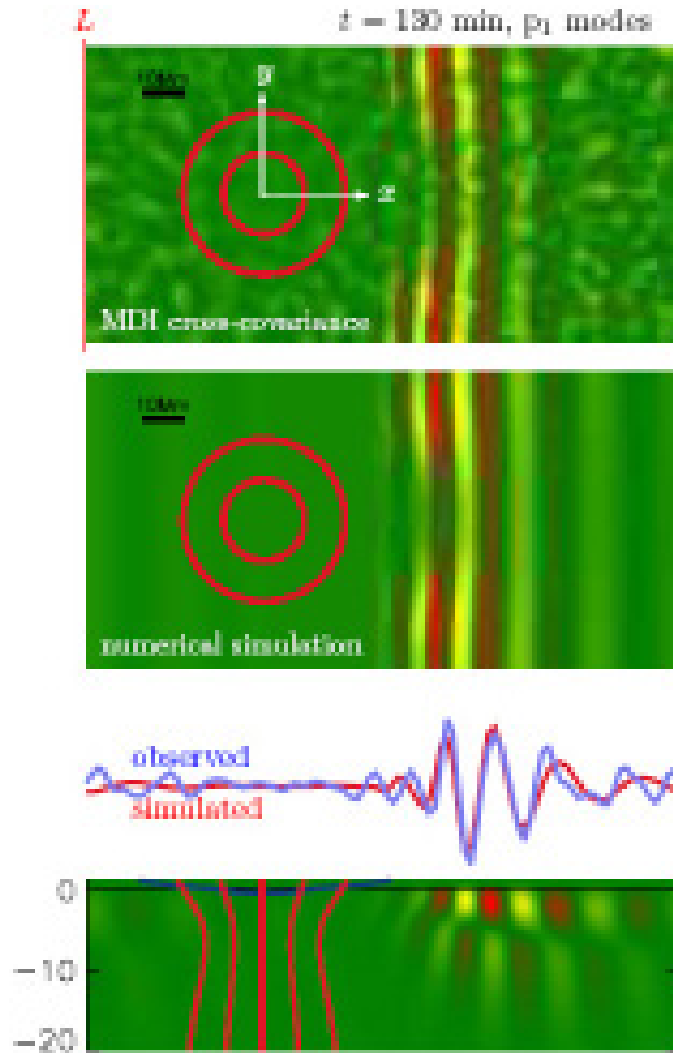 L t = 130 min, p₁ modes
10Mm
y
x
MDI cross-covariance
10Mm
numerical simulation
observed
simulated
0
−10
−20